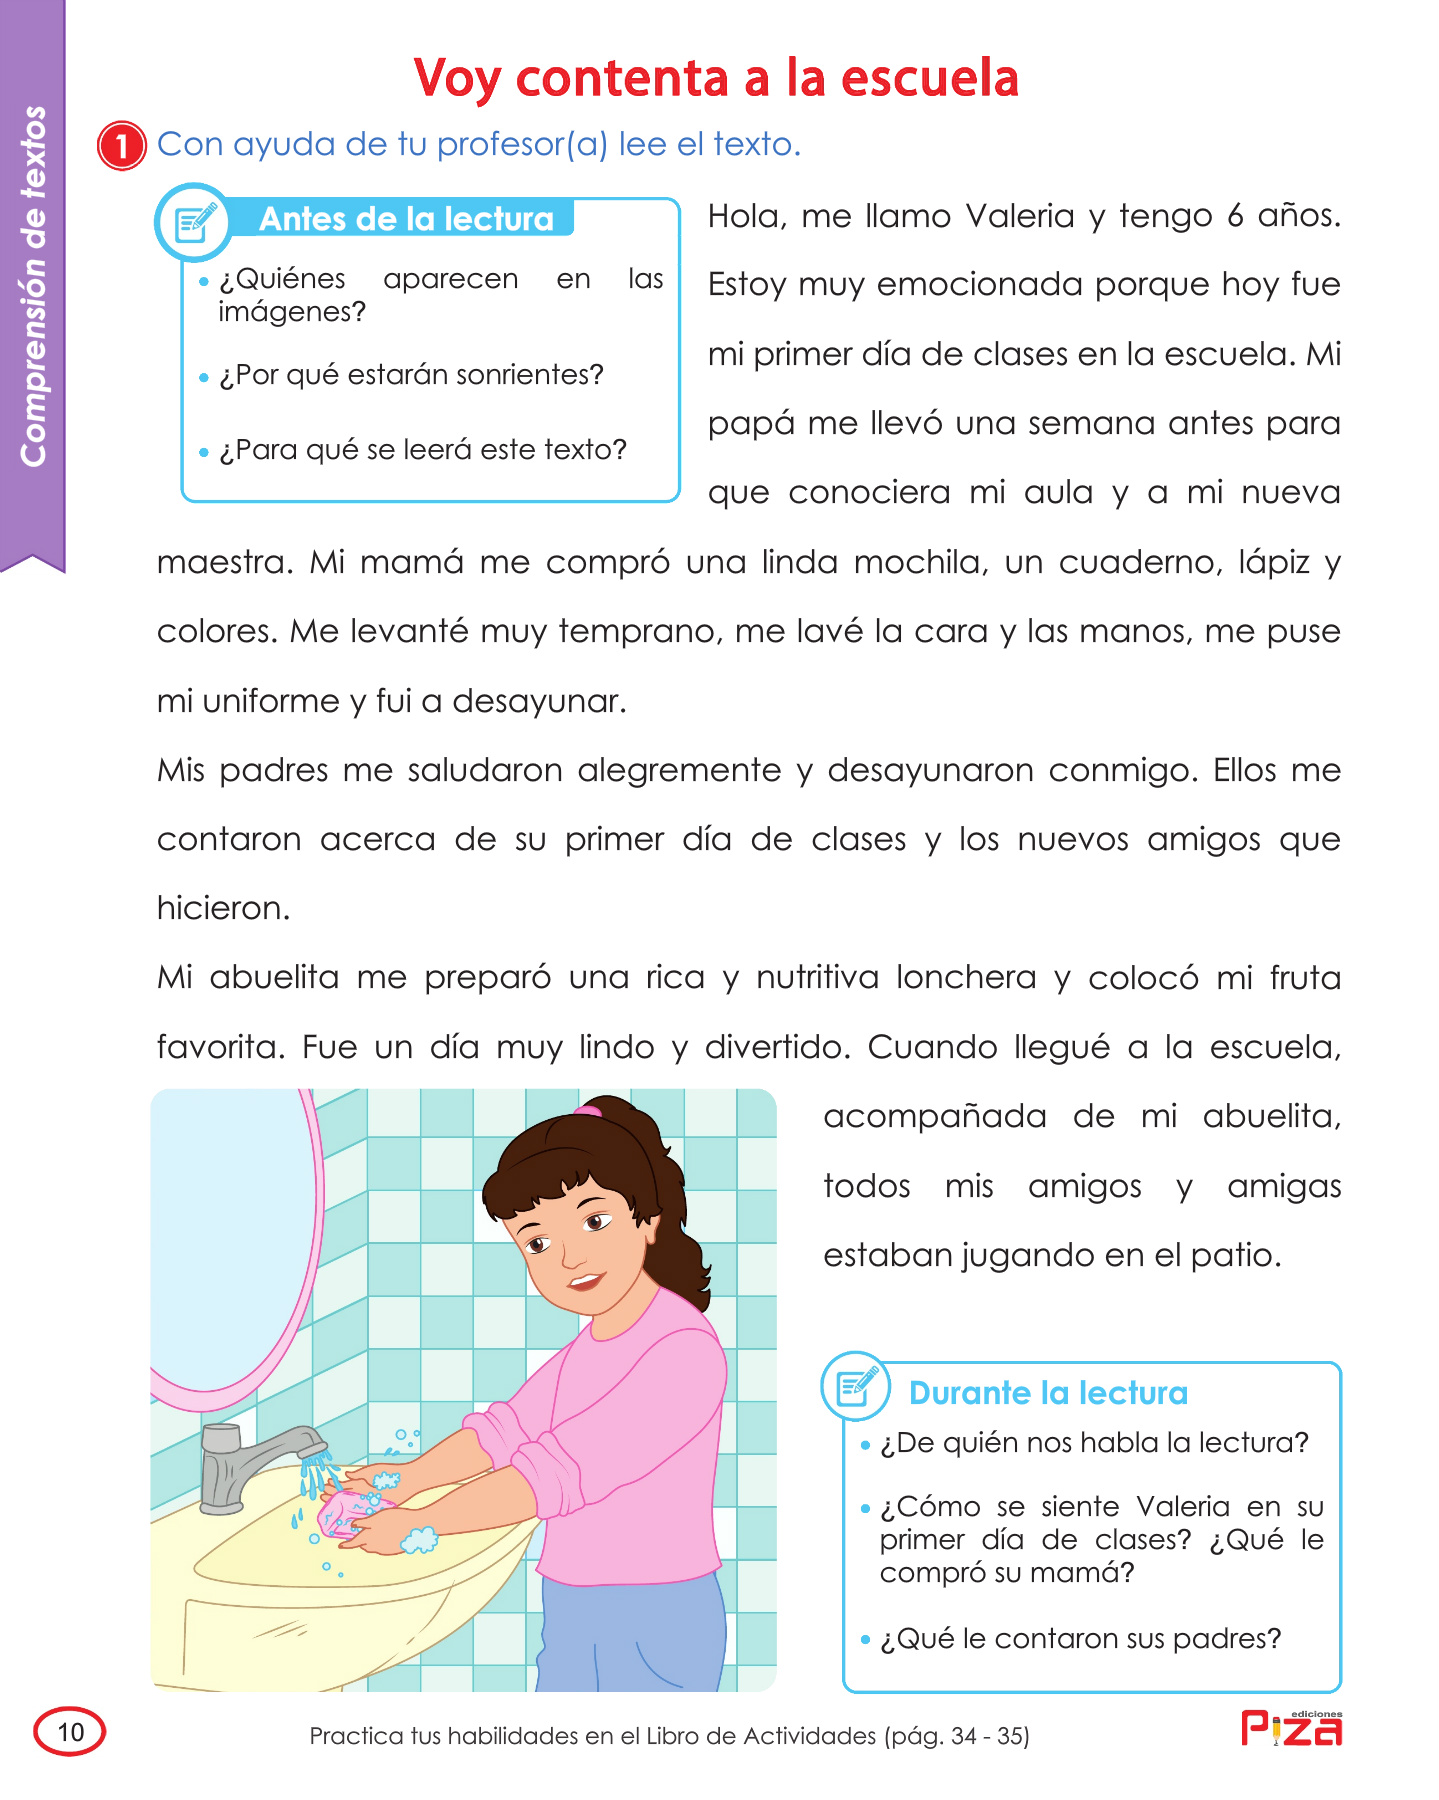 Comprensión de textos
Voy contenta a la escuela
1 Con ayuda de tu profesor(a) lee el texto.
Antes de la lectura
• ¿Quiénes aparecen en las
imágenes?
• ¿Por qué estarán sonrientes?
• ¿Para qué se leerá este texto?
Hola, me llamo Valeria y tengo 6 años.
Estoy muy emocionada porque hoy fue
mi primer día de clases en la escuela. Mi
papá me llevó una semana antes para
que conociera mi aula y a mi nueva
maestra. Mi mamá me compró una linda mochila, un cuaderno, lápiz y
colores. Me levanté muy temprano, me lavé la cara y las manos, me puse
mi uniforme y fui a desayunar.
Mis padres me saludaron alegremente y desayunaron conmigo. Ellos me
contaron acerca de su primer día de clases y los nuevos amigos que
hicieron.
Mi abuelita me preparó una rica y nutritiva lonchera y colocó mi fruta
favorita. Fue un día muy lindo y divertido. Cuando llegué a la escuela,
acompañada de mi abuelita,
todos mis amigos y amigas
estaban jugando en el patio.
Durante la lectura
• ¿De quién nos habla la lectura?
• ¿Cómo se siente Valeria en su
primer día de clases? ¿Qué le
compró su mamá?
• ¿Qué le contaron sus padres?
10
Practica tus habilidades en el Libro de Actividades (pág. 34 - 35)
ediciones
Piza